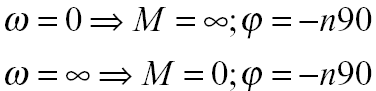 ω = 0 ⇒ M = ∞; φ = −n90
ω = ∞ ⇒ M = 0; φ = −n90